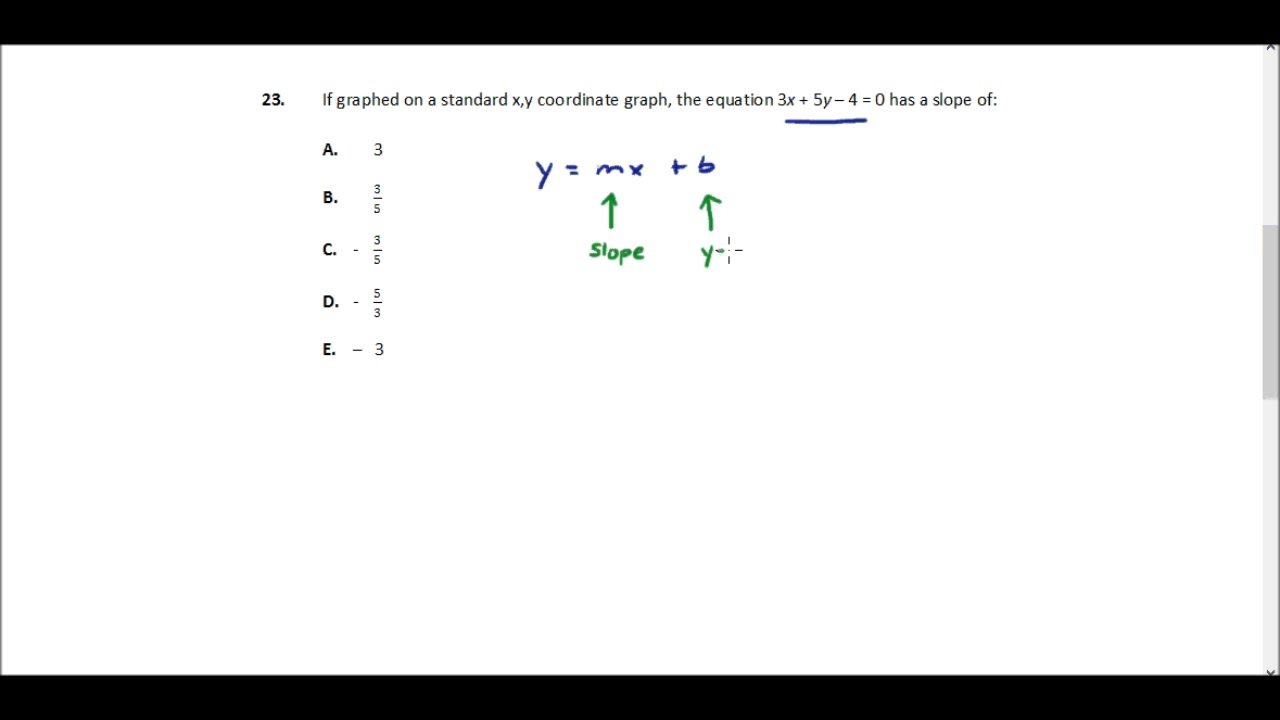 23. If graphed on a standard x,y coordinate graph, the equation 3x + 5y – 4 = 0 has a slope of:
A. 3
B. 3/5
C. - 3/5
D. - 5/3
E. – 3
y = mx + b
↑ ↑
Slope y-